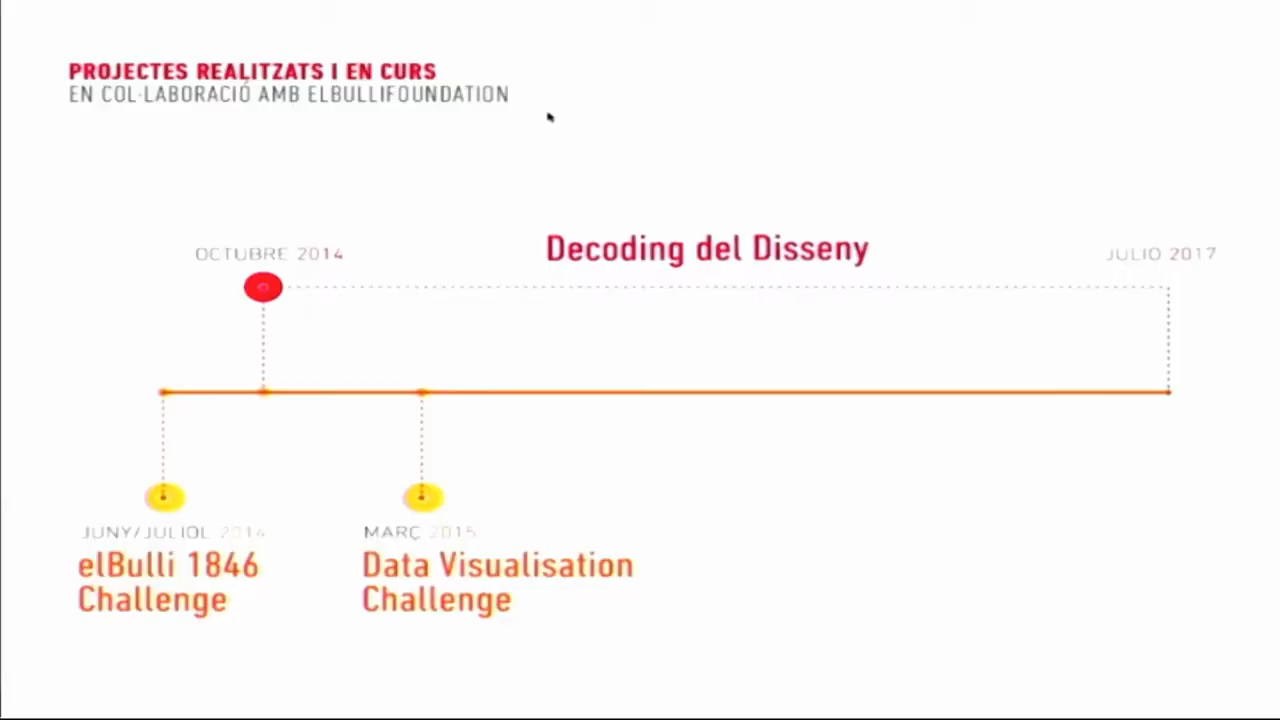 PROJECTES REALITZATS I EN CURS
EN COL·LABORACIÓ AMB ELBULLIFOUNDATION
OCTUBRE 2014
Decoding del Disseny
JULIO 2017
JUNY/JULIOL 2014
elBulli 1846
Challenge
MARÇ 2015
Data Visualisation
Challenge